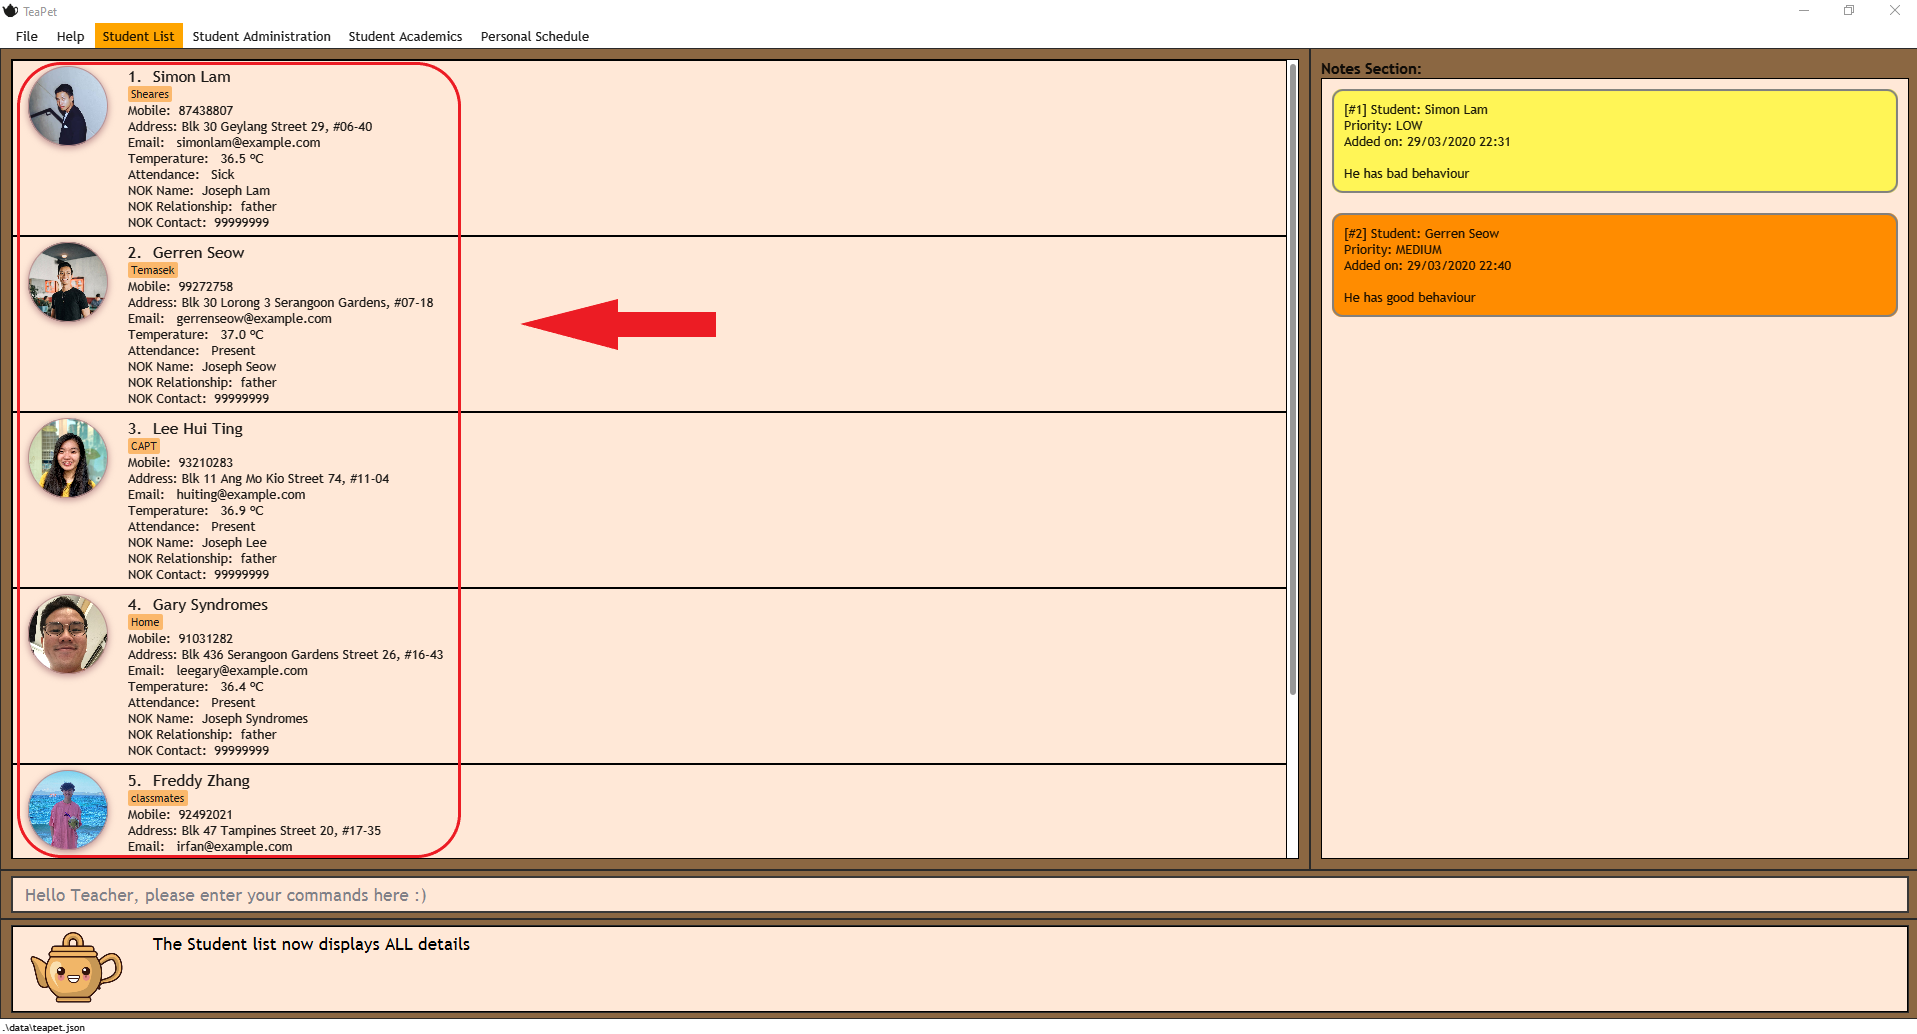 TeaPet
File Help Student List Student Administration Student Academics Personal Schedule
1. Simon Lam
Sheares
Mobile: 87438807
Address: Blk 30 Geylang Street 29, #06-40
Email: simonlam@example.com
Temperature: 36.5 °C
Attendance: Sick
NOK Name: Joseph Lam
NOK Relationship: father
NOK Contact: 99999999
2. Gerren Seow
Temasek
Mobile: 99272758
Address: Blk 30 Lorong 3 Serangoon Gardens, #07-18
Email: gerrenseow@example.com
Temperature: 37.0 °C
Attendance: Present
NOK Name: Joseph Seow
NOK Relationship: father
NOK Contact: 99999999
3. Lee Hui Ting
CAPT
Mobile: 93210283
Address: Blk 11 Ang Mo Kio Street 74, #11-04
Email: huiting@example.com
Temperature: 36.9 °C
Attendance: Present
NOK Name: Joseph Lee
NOK Relationship: father
NOK Contact: 99999999
4. Gary Syndromes
Home
Mobile: 91031282
Address: Blk 436 Serangoon Gardens Street 26, #16-43
Email: leegary@example.com
Temperature: 36.4 °C
Attendance: Present
NOK Name: Joseph Syndromes
NOK Relationship: father
NOK Contact: 99999999
5. Freddy Zhang
classmates
Mobile: 92492021
Address: Blk 47 Tampines Street 20, #17-35
Email: irfan@example.com
Notes Section:
[#1] Student: Simon Lam
Priority: LOW
Added on: 29/03/2020 22:31
He has bad behaviour
[#2] Student: Gerren Seow
Priority: MEDIUM
Added on: 29/03/2020 22:40
He has good behaviour
Hello Teacher, please enter your commands here :)
The Student list now displays ALL details
.\data\teapet.json